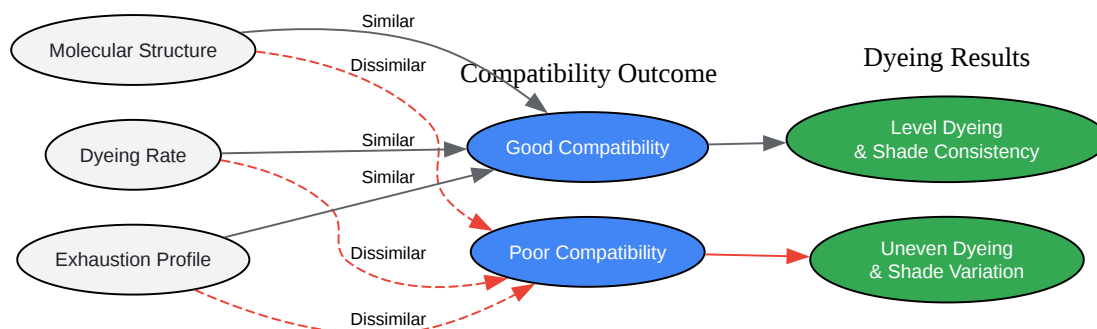 Similar
Molecular Structure
Dissimilar
Compatibility Outcome
Dyeing Results
Similar
Dyeing Rate
Good Compatibility
Level Dyeing
& Shade Consistency
Similar
Exhaustion Profile
Dissimilar
Poor Compatibility
Uneven Dyeing
& Shade Variation
Dissimilar